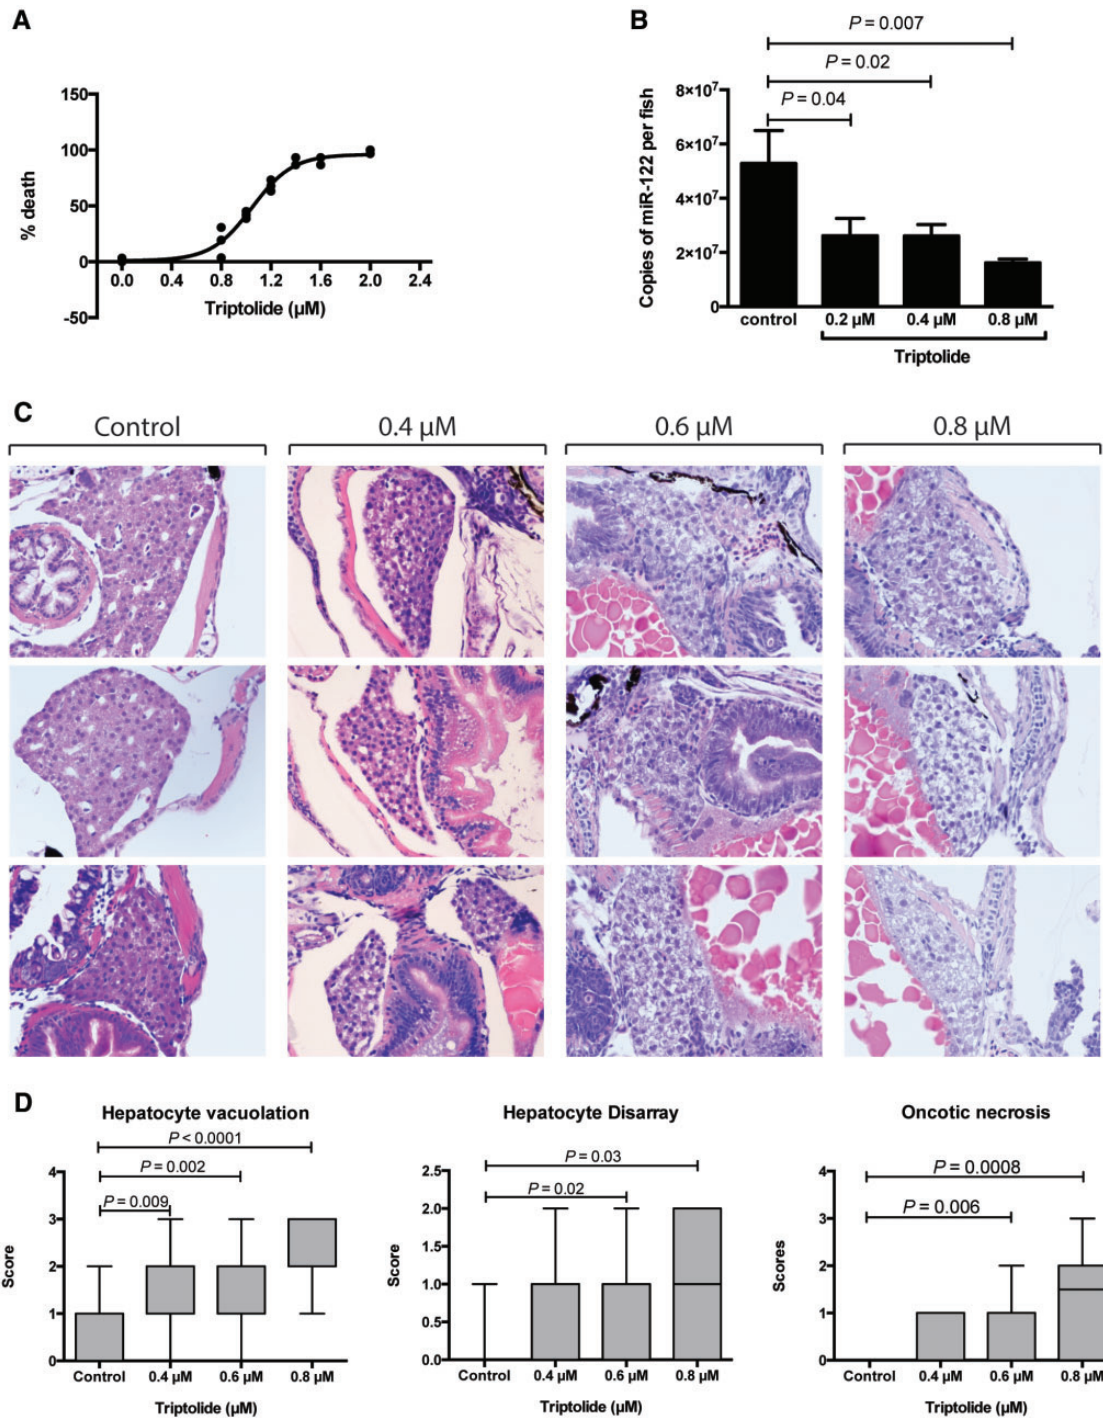 A
150
100
50
0
-50
% death
0.0 0.4 0.8 1.2 1.6 2.0 2.4
Triptolide (µM)
B
P = 0.007
P = 0.02
P = 0.04
8×10⁷
6×10⁷
4×10⁷
2×10⁷
0
Copies of miR-122 per fish
control 0.2 µM 0.4 µM 0.8 µM
Triptolide
C
Control 0.4 µM 0.6 µM 0.8 µM
D
Hepatocyte vacuolation
P < 0.0001
P = 0.002
P = 0.009
4
3
2
1
0
Score
Control 0.4 µM 0.6 µM 0.8 µM
Triptolide (µM)
Hepatocyte Disarray
P = 0.03
P = 0.02
2.5
2.0
1.5
1.0
0.5
0.0
Score
Control 0.4 µM 0.6 µM 0.8 µM
Triptolide (µM)
Oncotic necrosis
P = 0.0008
P = 0.006
4
3
2
1
0
Scores
Control 0.4 µM 0.6 µM 0.8 µM
Triptolide (µM)